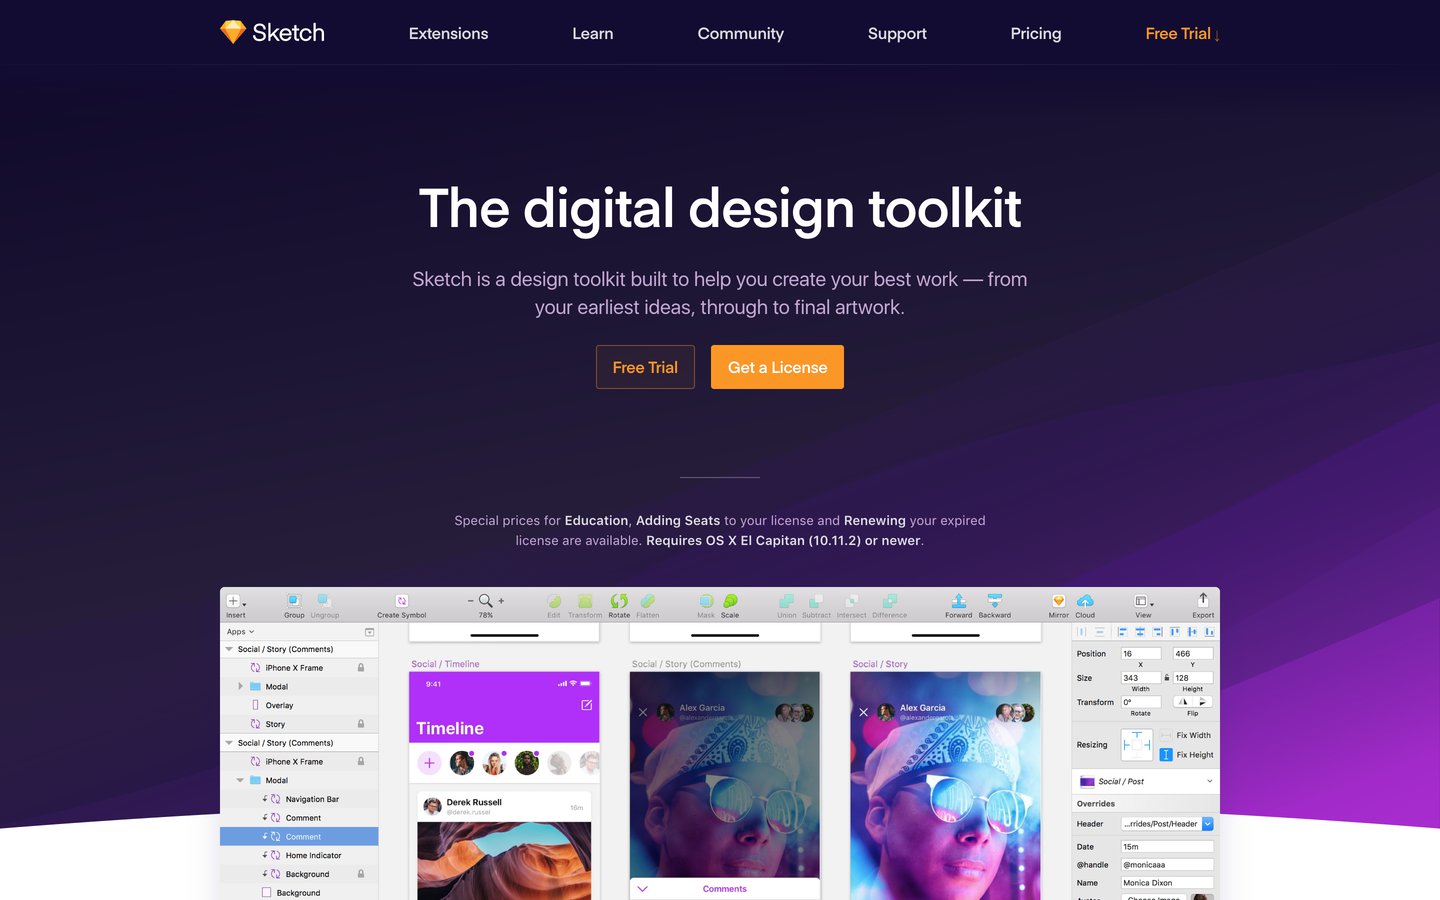 Sketch
Extensions
Learn
Community
Support
Pricing
Free Trial ↓
The digital design toolkit
Sketch is a design toolkit built to help you create your best work — from
your earliest ideas, through to final artwork.
Free Trial
Get a License
Special prices for Education, Adding Seats to your license and Renewing your expired
license are available. Requires OS X El Capitan (10.11.2) or newer.
Insert
Group
Ungroup
Create Symbol
78%
Edit
Transform
Rotate
Flatten
Mask
Scale
Union
Subtract
Intersect
Difference
Forward
Backward
Mirror
Cloud
View
Export
Apps
Social / Story (Comments)
iPhone X Frame
Modal
Overlay
Story
Social / Story (Comments)
iPhone X Frame
Modal
Navigation Bar
Comment
Comment
Home Indicator
Background
Background
Social / Timeline
9:41
Timeline
Derek Russell
@derek.russel
16m
Social / Story (Comments)
Alex Garcia
Comments
Social / Story
Alex Garcia
Position
16
466
X
Y
Size
343
128
Width
Height
Transform
0°
Rotate
Flip
Resizing
Fix Width
Fix Height
Social / Post
Overrides
Header
...rrides/Post/Header
Date
15m
@handle
@monicaaa
Name
Monica Dixon